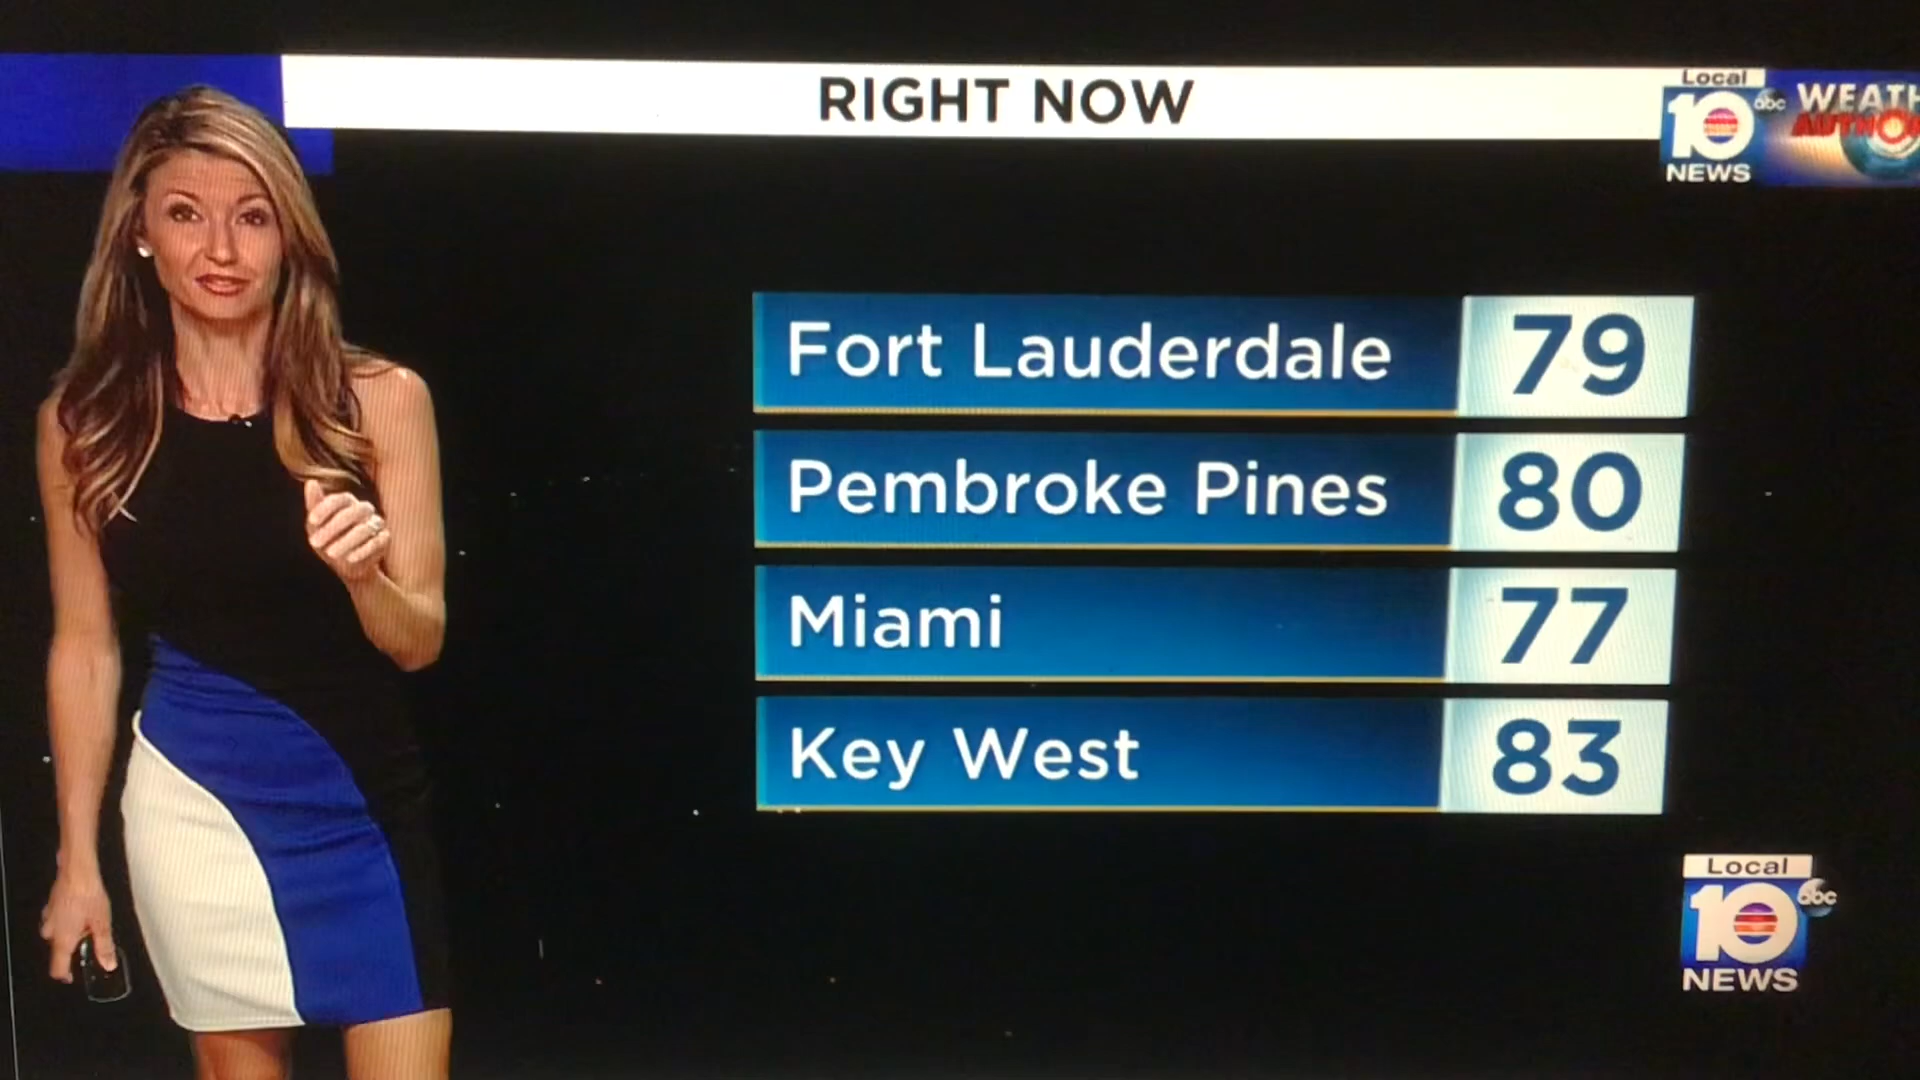 RIGHT NOW
Local
10 abc
NEWS
Fort Lauderdale 79
Pembroke Pines 80
Miami 77
Key West 83
Local
10 abc
NEWS